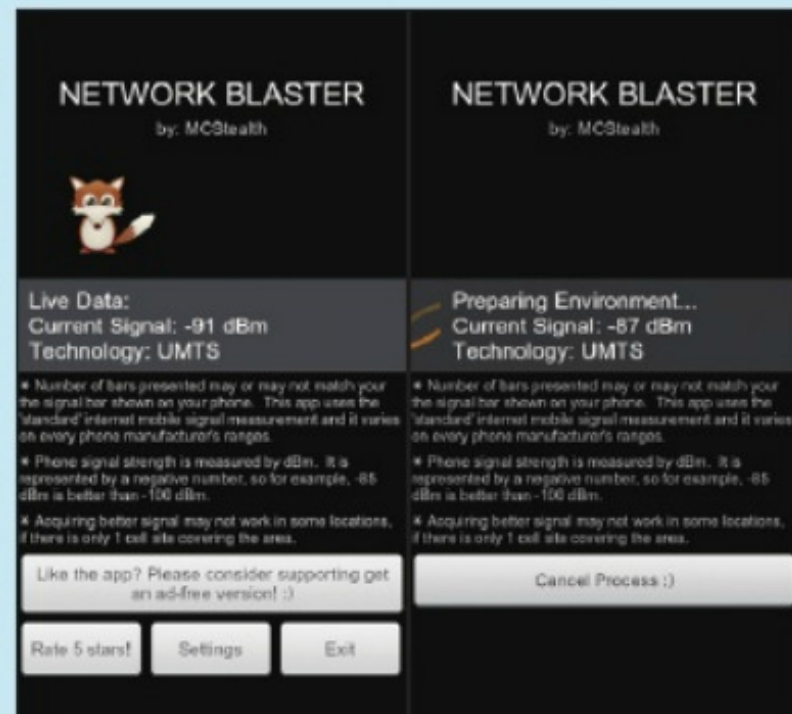 NETWORK BLASTER
by: MCStealth
Live Data:
Current Signal: -91 dBm
Technology: UMTS
* Number of bars presented may or may not match your
the signal bar shown on your phone. This app uses the
'standard' internet mobile signal measurement and it varies
on every phone manufacturer's ranges.
* Phone signal strength is measured by dBm. It is
represented by a negative number, so for example, -85
dBm is better than -100 dBm.
* Acquiring better signal may not work in some locations,
if there is only 1 cell site covering the area.
Like the app? Please consider supporting get
an ad-free version! :)
Rate 5 stars!
Settings
Exit
NETWORK BLASTER
by: MCStealth
Preparing Environment...
Current Signal: -87 dBm
Technology: UMTS
* Number of bars presented may or may not match your
the signal bar shown on your phone. This app uses the
'standard' internet mobile signal measurement and it varies
on every phone manufacturer's ranges.
* Phone signal strength is measured by dBm. It is
represented by a negative number, so for example, -85
dBm is better than -100 dBm.
* Acquiring better signal may not work in some locations,
if there is only 1 cell site covering the area.
Cancel Process :)